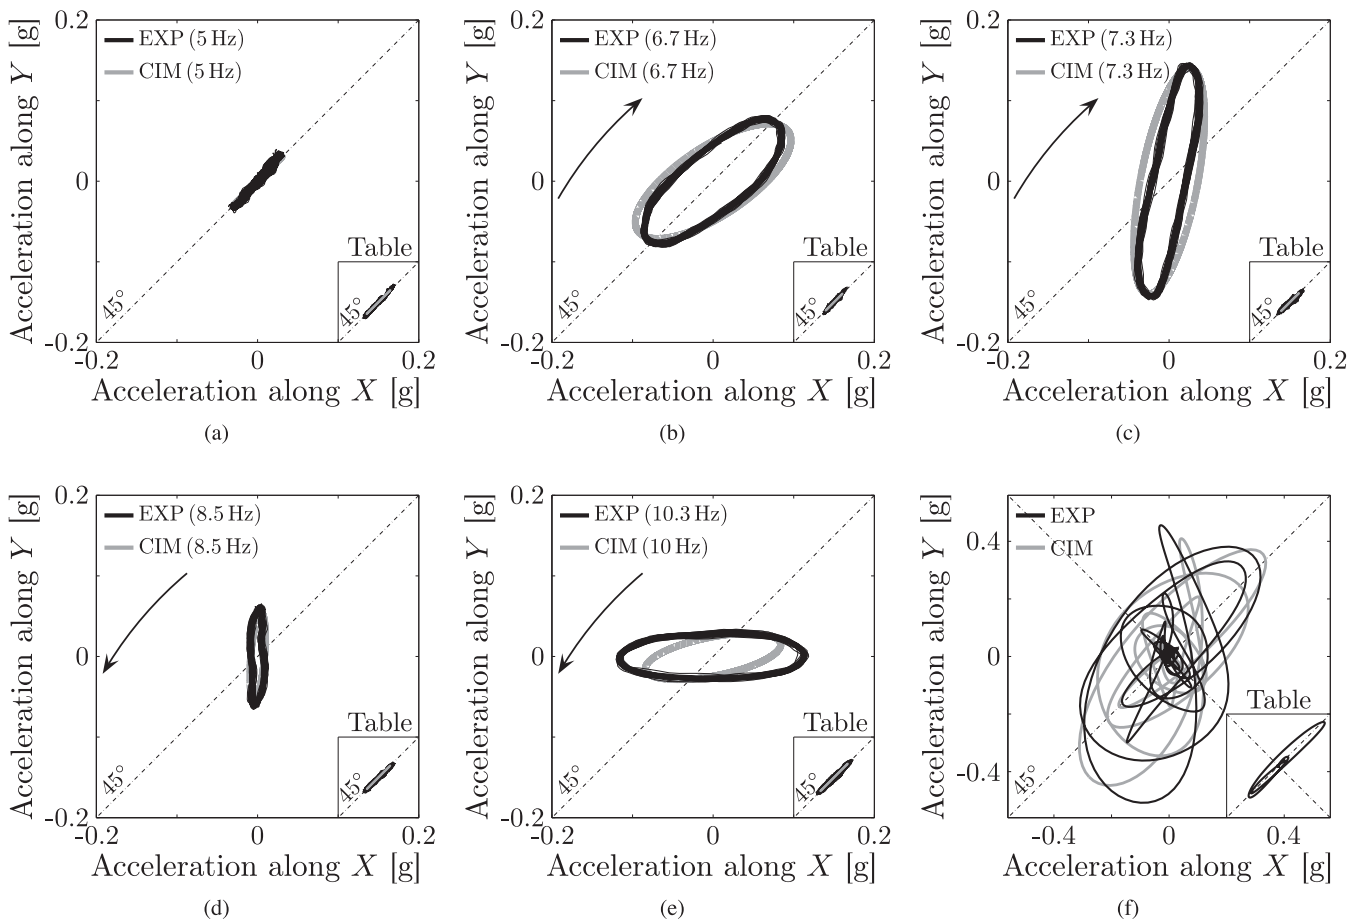 0.2
EXP (5 Hz)
CIM (5 Hz)
Acceleration along Y [g]
0
Table
45°
45°
-0.2
-0.2
0
0.2
Acceleration along X [g]
(a)
0.2
EXP (6.7 Hz)
CIM (6.7 Hz)
Acceleration along Y [g]
0
Table
45°
45°
-0.2
-0.2
0
0.2
Acceleration along X [g]
(b)
0.2
EXP (7.3 Hz)
CIM (7.3 Hz)
Acceleration along Y [g]
0
Table
45°
45°
-0.2
-0.2
0
0.2
Acceleration along X [g]
(c)
0.2
EXP (8.5 Hz)
CIM (8.5 Hz)
Acceleration along Y [g]
0
Table
45°
45°
-0.2
-0.2
0
0.2
Acceleration along X [g]
(d)
0.2
EXP (10.3 Hz)
CIM (10 Hz)
Acceleration along Y [g]
0
Table
45°
45°
-0.2
-0.2
0
0.2
Acceleration along X [g]
(e)
EXP
CIM
0.4
Acceleration along Y [g]
0
Table
-0.4
45°
-0.4
0
0.4
Acceleration along X [g]
(f)